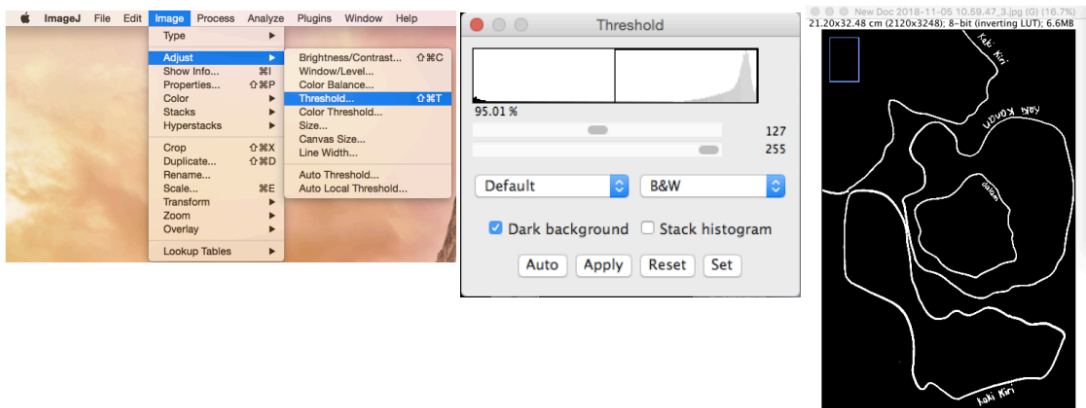 ImageJ File Edit Image Process Analyze Plugins Window Help
Type
Adjust
Show Info... ⌘I
Properties... ⇧⌘P
Color
Stacks
Hyperstacks
Crop ⇧⌘X
Duplicate... ⇧⌘D
Rename...
Scale... ⌘E
Transform
Zoom
Overlay
Lookup Tables
Brightness/Contrast... ⇧⌘C
Window/Level...
Color Balance...
Threshold... ⇧⌘T
Color Threshold...
Size...
Canvas Size...
Line Width...
Auto Threshold...
Auto Local Threshold...
Threshold
95.01 %
127
255
Default B&W
Dark background Stack histogram
Auto Apply Reset Set
New Doc 2018-11-05 10.59.47_3.jpg (G) (16.7%)
21.20x32.48 cm (2120x3248); 8-bit (inverting LUT); 6.6MB
Kaki Kiri
Kaki Kanan
dalam
Kaki Kiri